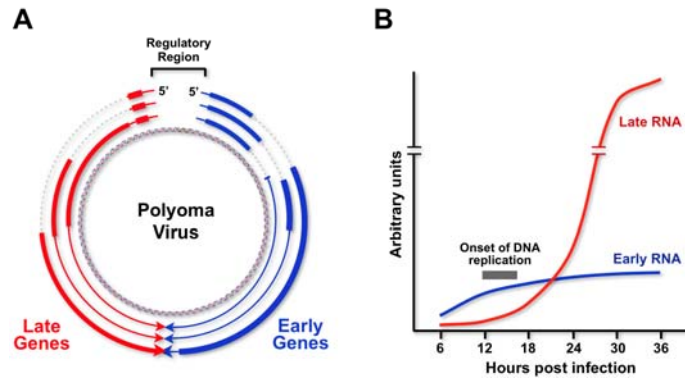 A
Regulatory
Region
5’
5’
Polyoma
Virus
Late
Genes
Early
Genes
B
Arbitrary units
Late RNA
Onset of DNA
replication
Early RNA
6
12
18
24
30
36
Hours post infection